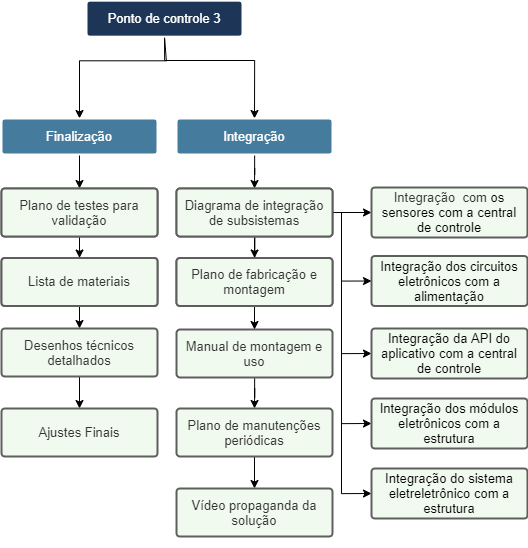 Ponto de controle 3
Finalização
Integração
Plano de testes para
validação
Lista de materiais
Desenhos técnicos
detalhados
Ajustes Finais
Diagrama de integração
de subsistemas
Plano de fabricação e
montagem
Manual de montagem e
uso
Plano de manutenções
periódicas
Vídeo propaganda da
solução
Integração  com os
sensores com a central
de controle
Integração dos circuitos
eletrônicos com a
alimentação
Integração da API do
aplicativo com a central
de controle
Integração dos módulos
eletrônicos com a
estrutura
Integração do sistema
eletreletrônico com a
estrutura